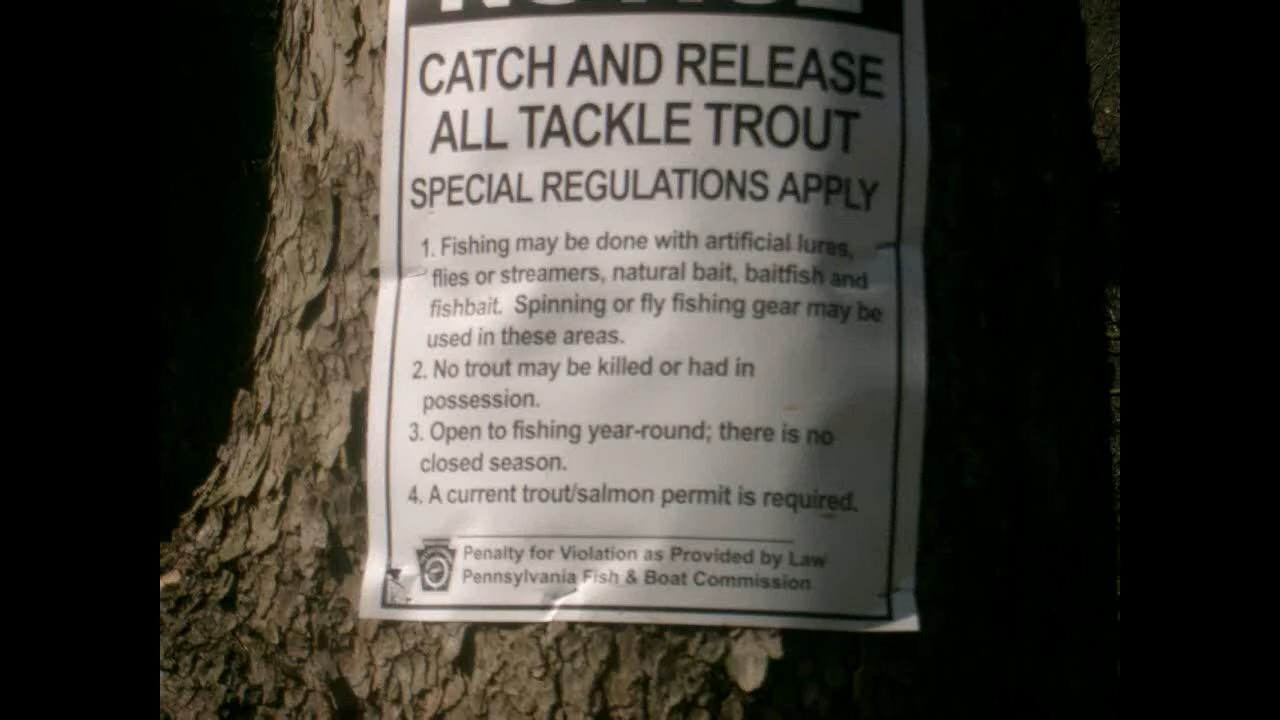 NOTICE
CATCH AND RELEASE
ALL TACKLE TROUT
SPECIAL REGULATIONS APPLY
1. Fishing may be done with artificial lures,
flies or streamers, natural bait, baitfish and
fishbait. Spinning or fly fishing gear may be
used in these areas.
2. No trout may be killed or had in
possession.
3. Open to fishing year-round; there is no
closed season.
4. A current trout/salmon permit is required.
Penalty for Violation as Provided by Law
Pennsylvania Fish & Boat Commission